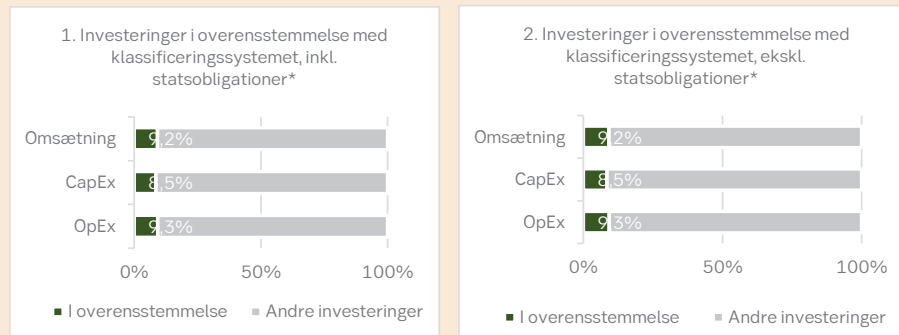 1. Investeringer i overensstemmelse med
klassificeringssystemet, inkl.
statsobligationer*
Omsætning
9,2%
CapEx
8,5%
OpEx
9,3%
0%
50%
100%
I overensstemmelse
Andre investeringer
2. Investeringer i overensstemmelse med
klassificeringssystemet, ekskl.
statsobligationer*
Omsætning
9,2%
CapEx
8,5%
OpEx
9,3%
0%
50%
100%
I overensstemmelse
Andre investeringer